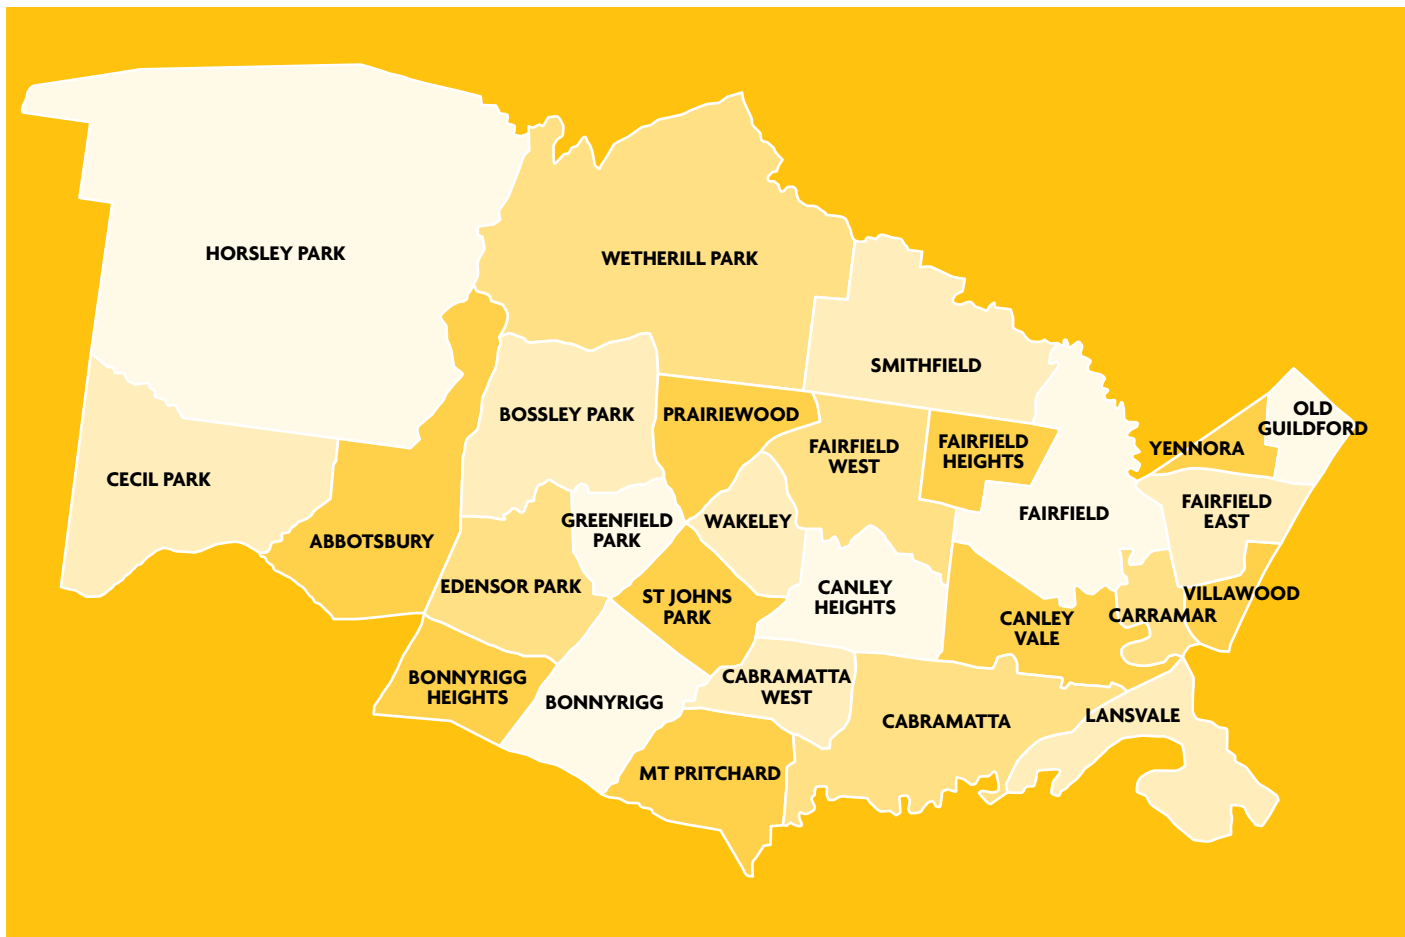 HORSLEY PARK
WETHERILL PARK
SMITHFIELD
BOSSLEY PARK
PRAIRIEWOOD
OLD
GUILDFORD
FAIRFIELD
WEST
FAIRFIELD
HEIGHTS
YENNORA
CECIL PARK
GREENFIELD
PARK
WAKELEY
FAIRFIELD
FAIRFIELD
EAST
ABBOTSBURY
EDENSOR PARK
ST JOHNS
PARK
CANLEY
HEIGHTS
CANLEY
VALE
CARRAMAR
VILLAWOOD
BONNYRIGG
HEIGHTS
BONNYRIGG
CABRAMATTA
WEST
CABRAMATTA
LANSVALE
MT PRITCHARD